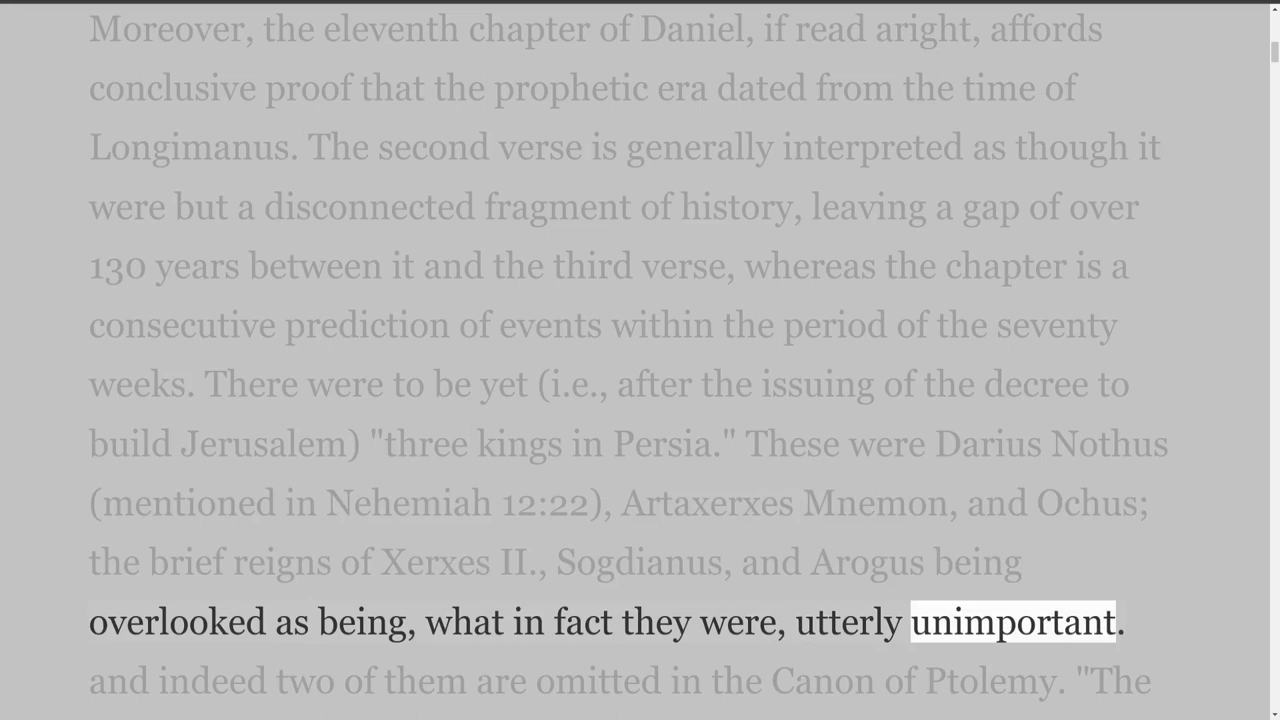 Moreover, the eleventh chapter of Daniel, if read aright, affords
conclusive proof that the prophetic era dated from the time of
Longimanus. The second verse is generally interpreted as though it
were but a disconnected fragment of history, leaving a gap of over
130 years between it and the third verse, whereas the chapter is a
consecutive prediction of events within the period of the seventy
weeks. There were to be yet (i.e., after the issuing of the decree to
build Jerusalem) "three kings in Persia." These were Darius Nothus
(mentioned in Nehemiah 12:22), Artaxerxes Mnemon, and Ochus;
the brief reigns of Xerxes II., Sogdianus, and Arogus being
overlooked as being, what in fact they were, utterly unimportant.
and indeed two of them are omitted in the Canon of Ptolemy. "The